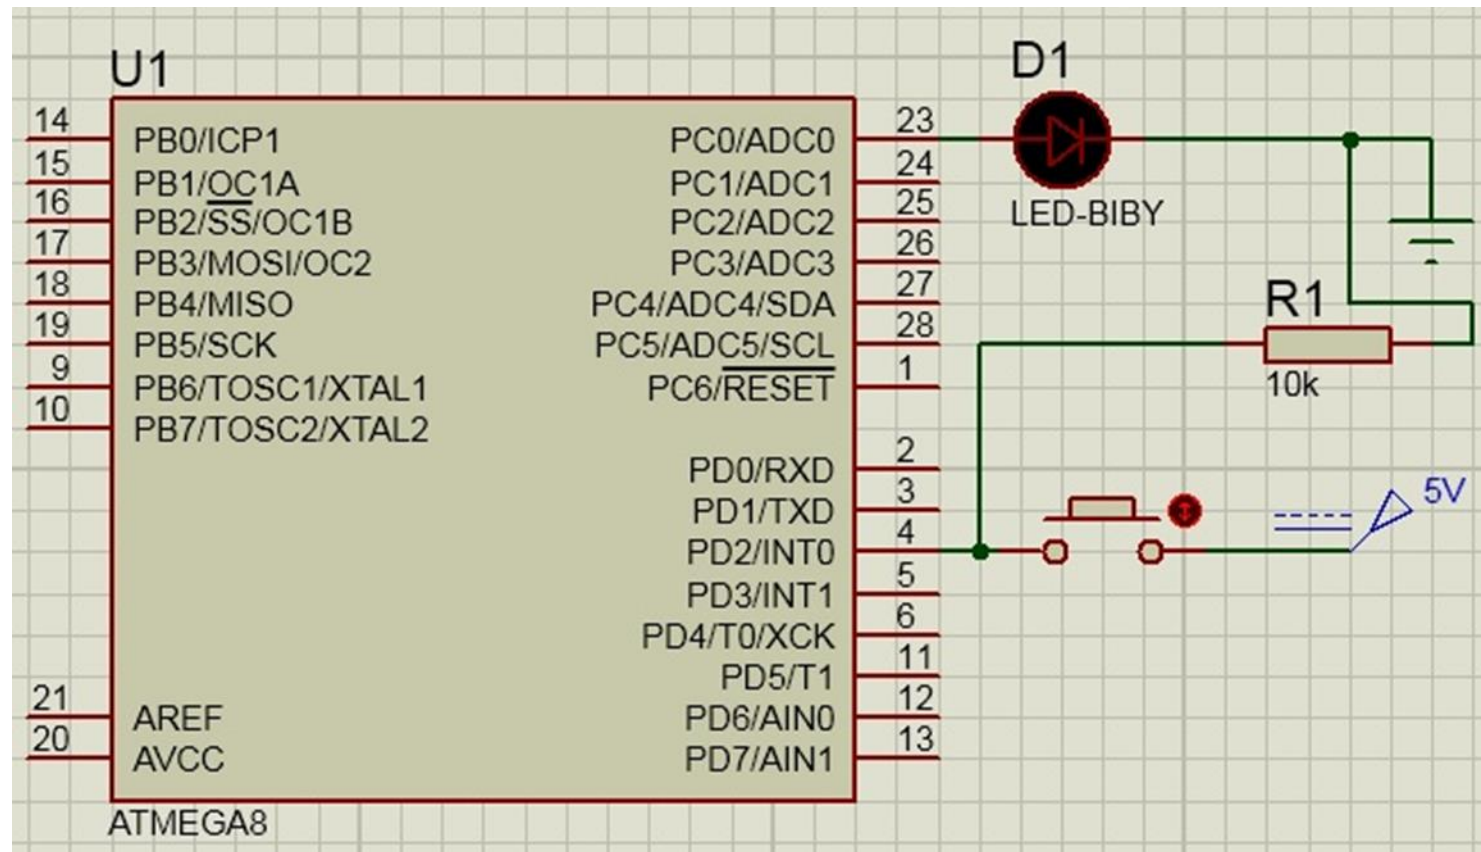 U1
D1
14 PB0/ICP1 PC0/ADC0 23
15 PB1/OC1A PC1/ADC1 24
16 PB2/SS/OC1B PC2/ADC2 25
LED-BIBY
17 PB3/MOSI/OC2 PC3/ADC3 26
18 PB4/MISO PC4/ADC4/SDA 27
R1
19 PB5/SCK PC5/ADC5/SCL 28
10k
9 PB6/TOSC1/XTAL1 PC6/RESET 1
10 PB7/TOSC2/XTAL2
PD0/RXD 2
PD1/TXD 3
5V
PD2/INT0 4
PD3/INT1 5
PD4/T0/XCK 6
PD5/T1 11
21 AREF PD6/AIN0 12
20 AVCC PD7/AIN1 13
ATMEGA8